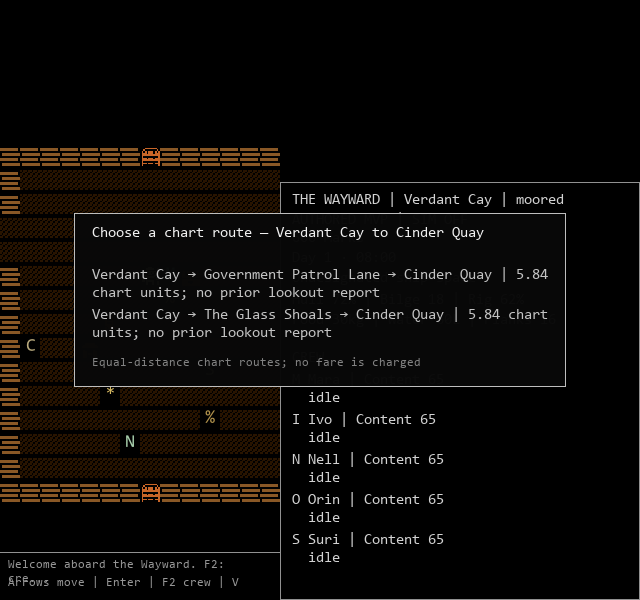 THE WAYWARD | Verdant Cay | moored
Choose a chart route — Verdant Cay to Cinder Quay
Verdant Cay → Government Patrol Lane → Cinder Quay | 5.84
chart units; no prior lookout report
Verdant Cay → The Glass Shoals → Cinder Quay | 5.84 chart
units; no prior lookout report
Equal-distance chart routes; no fare is charged
C
*
%
N
idle
I Ivo | Content 65
idle
N Nell | Content 65
idle
O Orin | Content 65
idle
S Suri | Content 65
idle
Welcome aboard the Wayward. F2:
Arrows move | Enter | F2 crew | V